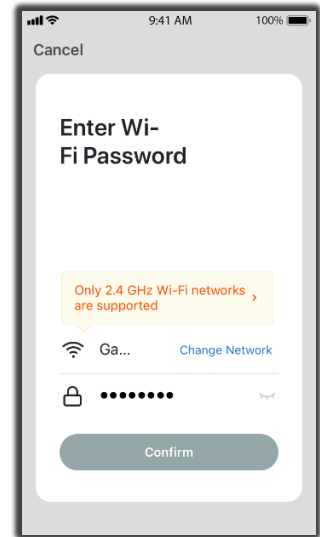 9:41 AM
100%
Cancel
Enter Wi-
Fi Password
Only 2.4 GHz Wi-Fi networks
are supported
Ga...
Change Network
Confirm